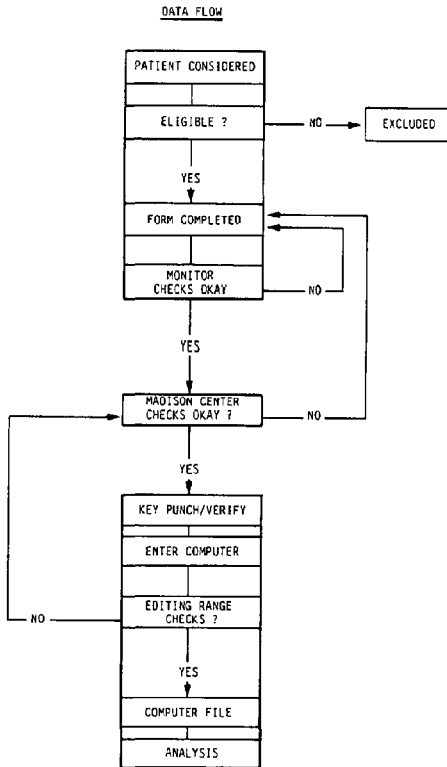 DATA FLOW
PATIENT CONSIDERED
ELIGIBLE ?
NO
EXCLUDED
YES
FORM COMPLETED
MONITOR
CHECKS OKAY
NO
YES
MADISON CENTER
CHECKS OKAY ?
NO
YES
KEY PUNCH/VERIFY
ENTER COMPUTER
EDITING RANGE
CHECKS ?
NO
YES
COMPUTER FILE
ANALYSIS